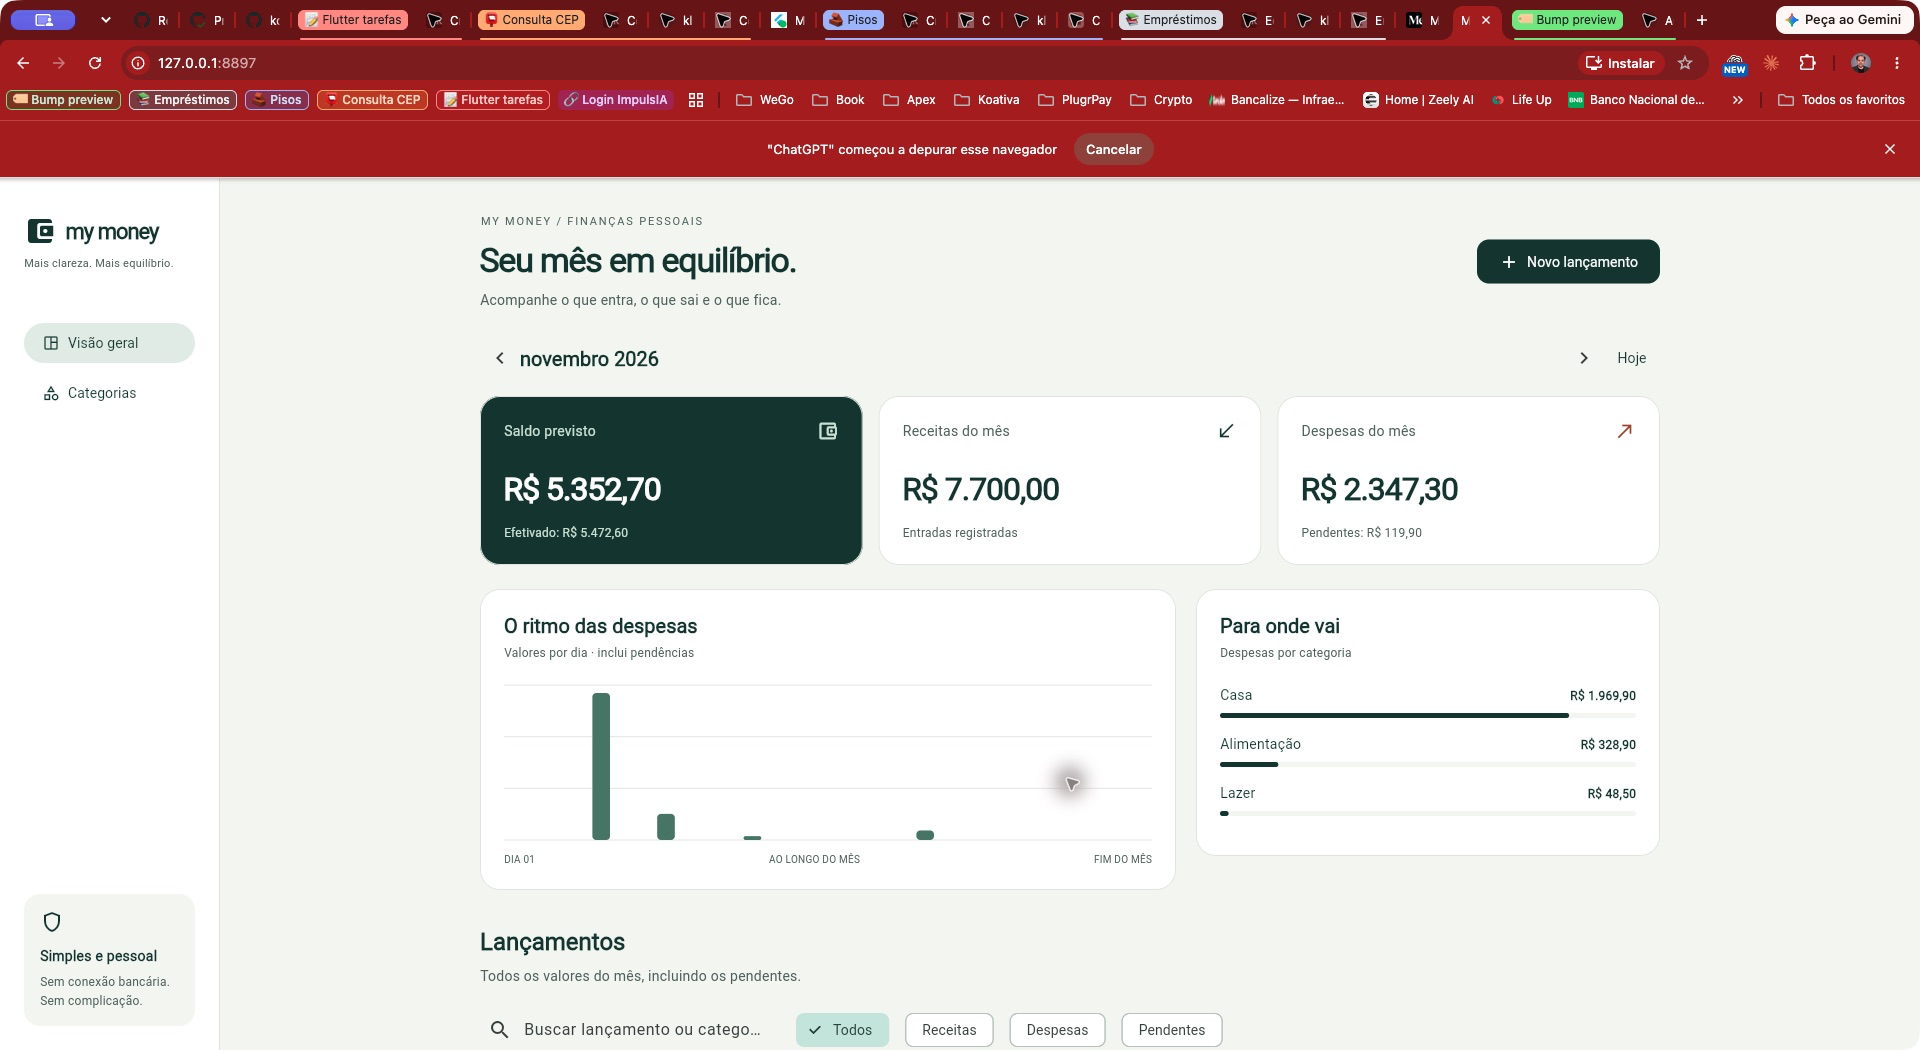 Flutter tarefas
Consulta CEP
Pisos
Empréstimos
Bump preview
Peça ao Gemini
127.0.0.1:8897
Instalar
NEW
Bump preview
Empréstimos
Pisos
Consulta CEP
Flutter tarefas
Login ImpulsIA
WeGo
Book
Apex
Koativa
PlugrPay
Crypto
Bancalize — Infrae...
Home | Zeely AI
Life Up
BNB
Banco Nacional de...
Todos os favoritos
"ChatGPT" começou a depurar esse navegador
Cancelar
my money
Mais clareza. Mais equilíbrio.
Visão geral
Categorias
Simples e pessoal
Sem conexão bancária.
Sem complicação.
MY MONEY / FINANÇAS PESSOAIS
Seu mês em equilíbrio.
Acompanhe o que entra, o que sai e o que fica.
Novo lançamento
novembro 2026
Hoje
Saldo previsto
R$ 5.352,70
Efetivado: R$ 5.472,60
Receitas do mês
R$ 7.700,00
Entradas registradas
Despesas do mês
R$ 2.347,30
Pendentes: R$ 119,90
O ritmo das despesas
Valores por dia · inclui pendências
DIA 01
AO LONGO DO MÊS
FIM DO MÊS
Para onde vai
Despesas por categoria
Casa
R$ 1.969,90
Alimentação
R$ 328,90
Lazer
R$ 48,50
Lançamentos
Todos os valores do mês, incluindo os pendentes.
Buscar lançamento ou catego...
Todos
Receitas
Despesas
Pendentes